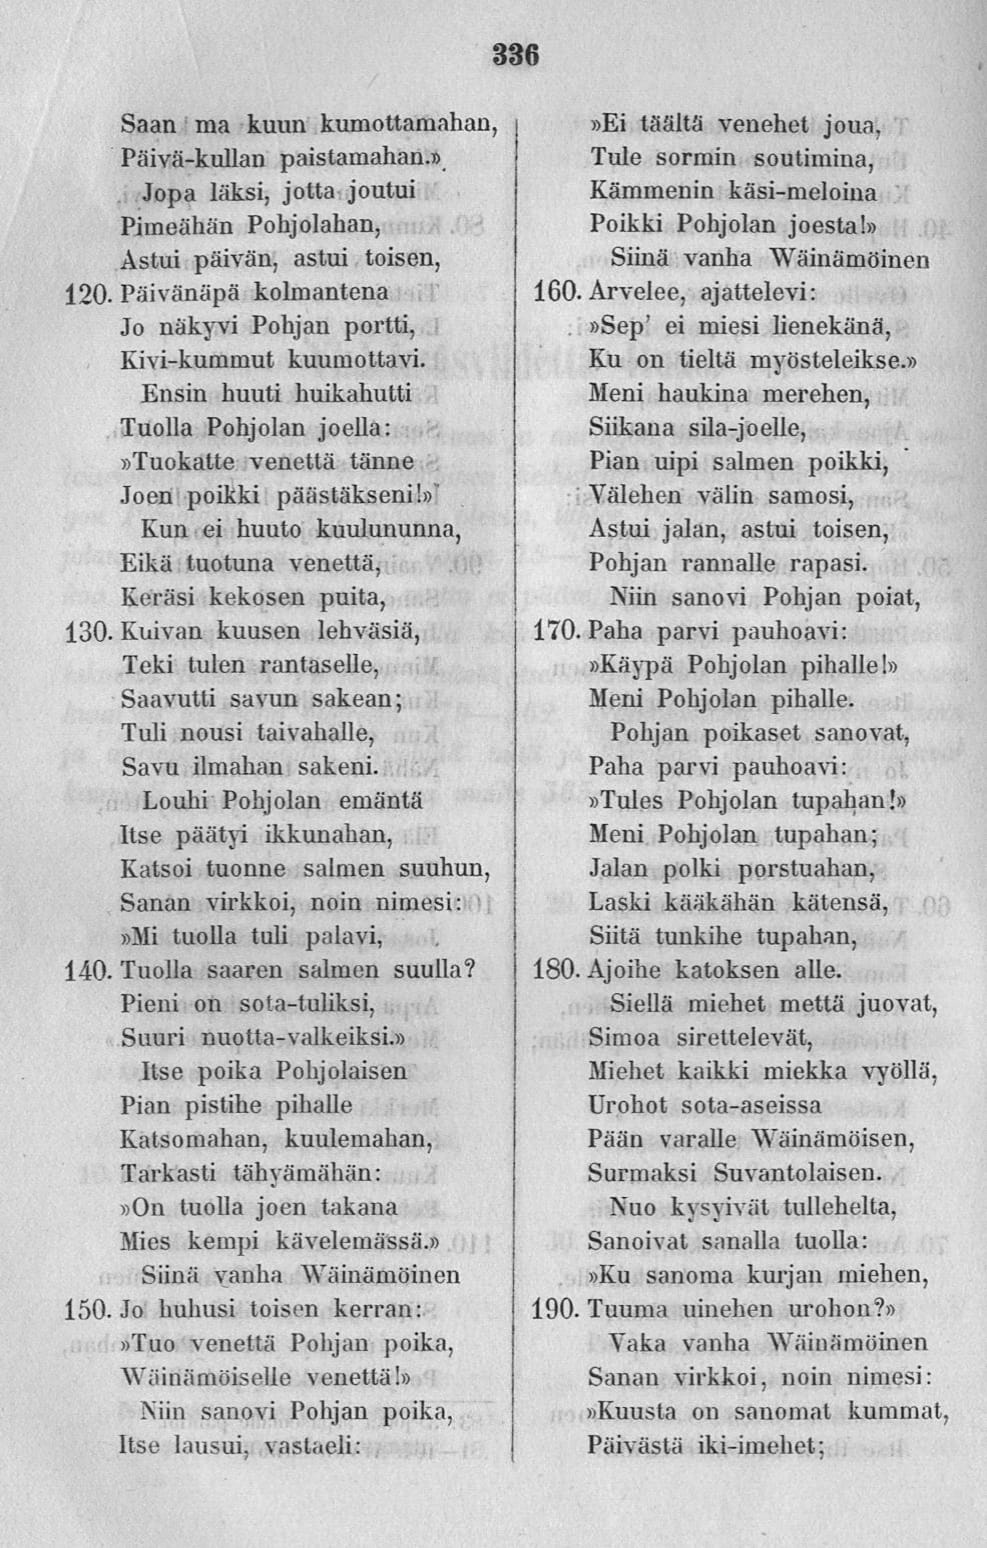 336
Saan ma kuun kumottamahan,
Päivä-kullan paistamahan.»
Jopa läksi, jotta joutui
Pimeähän Pohjolahan,
Astui päivän, astui toisen,
120. Päivänäpä kolmantena
Jo näkyvi Pohjan portti,
Kivi-kummut kuumottavi.
Ensin huuti huikahutti
Tuolla Pohjolan joella:
»Tuokatte venettä tänne
Joen poikki päästäkseni!»
Kun ei huuto kuulununna,
Eikä tuotuna venettä,
Keräsi kekosen puita,
130. Kuivan kuusen lehväsiä,
Teki tulen rantaselle,
Saavutti savun sakean;
Tuli nousi taivahalle,
Savu ilmahan sakeni.
Louhi Pohjolan emäntä
Itse päätyi ikkunahan,
Katsoi tuonne salmen suuhun,
Sanan virkkoi, noin nimesi:
»Mi tuolla tuli palavi,
140. Tuolla saaren salmen suulla?
Pieni on sota-tuliksi,
Suuri nuotta-valkeiksi.»
Itse poika Pohjolaisen
Pian pistihe pihalle
Katsomahan, kuulemahan,
Tarkasti tähyämähän:
»On tuolla joen takana
Mies kempi kävelemässä.»
Siinä vanha Wäinämöinen
150. Jo huhusi toisen kerran:
»Tuo venettä Pohjan poika,
Wäinämöiselle venettä!»
Niin sanovi Pohjan poika,
Itse lausui, vastaeli:
»Ei täältä venehet joua,
Tule sormin soutimina,
Kämmenin käsi-meloina
Poikki Pohjolan joesta!»
Siinä vanha Wäinämöinen
160. Arvelee, ajattelevi:
»Sep' ei miesi lienekänä,
Ku on tieltä myösteleikse.»
Meni haukina merehen,
Siikana sila-joelle,
Pian uipi salmen poikki,
Välehen välin samosi,
Astui jalan, astui toisen,
Pohjan rannalle rapasi.
Niin sanovi Pohjan poiat,
170. Paha parvi pauhoavi:
»Käypä Pohjolan pihalle!»
Meni Pohjolan pihalle.
Pohjan poikaset sanovat,
Paha parvi pauhoavi:
»Tules Pohjolan tupahan!»
Meni Pohjolan tupahan;
Jalan polki porstuahan,
Laski kääkähän kätensä,
Siitä tunkihe tupahan,
180. Ajoihe katoksen alle.
Siellä miehet mettä juovat,
Simoa sirettelevät,
Miehet kaikki miekka vyöllä,
Urohot sota-aseissa
Pään varalle Wäinämöisen,
Surmaksi Suvantolaisen.
Nuo kysyivät tullehelta,
Sanoivat sanalla tuolla:
»Ku sanoma kurjan miehen,
190. Tuuma uinehen urohon?»
Vaka vanha Wäinämöinen
Sanan virkkoi, noin nimesi:
»Kuusta on sanomat kummat,
Päivästä iki-imehet;